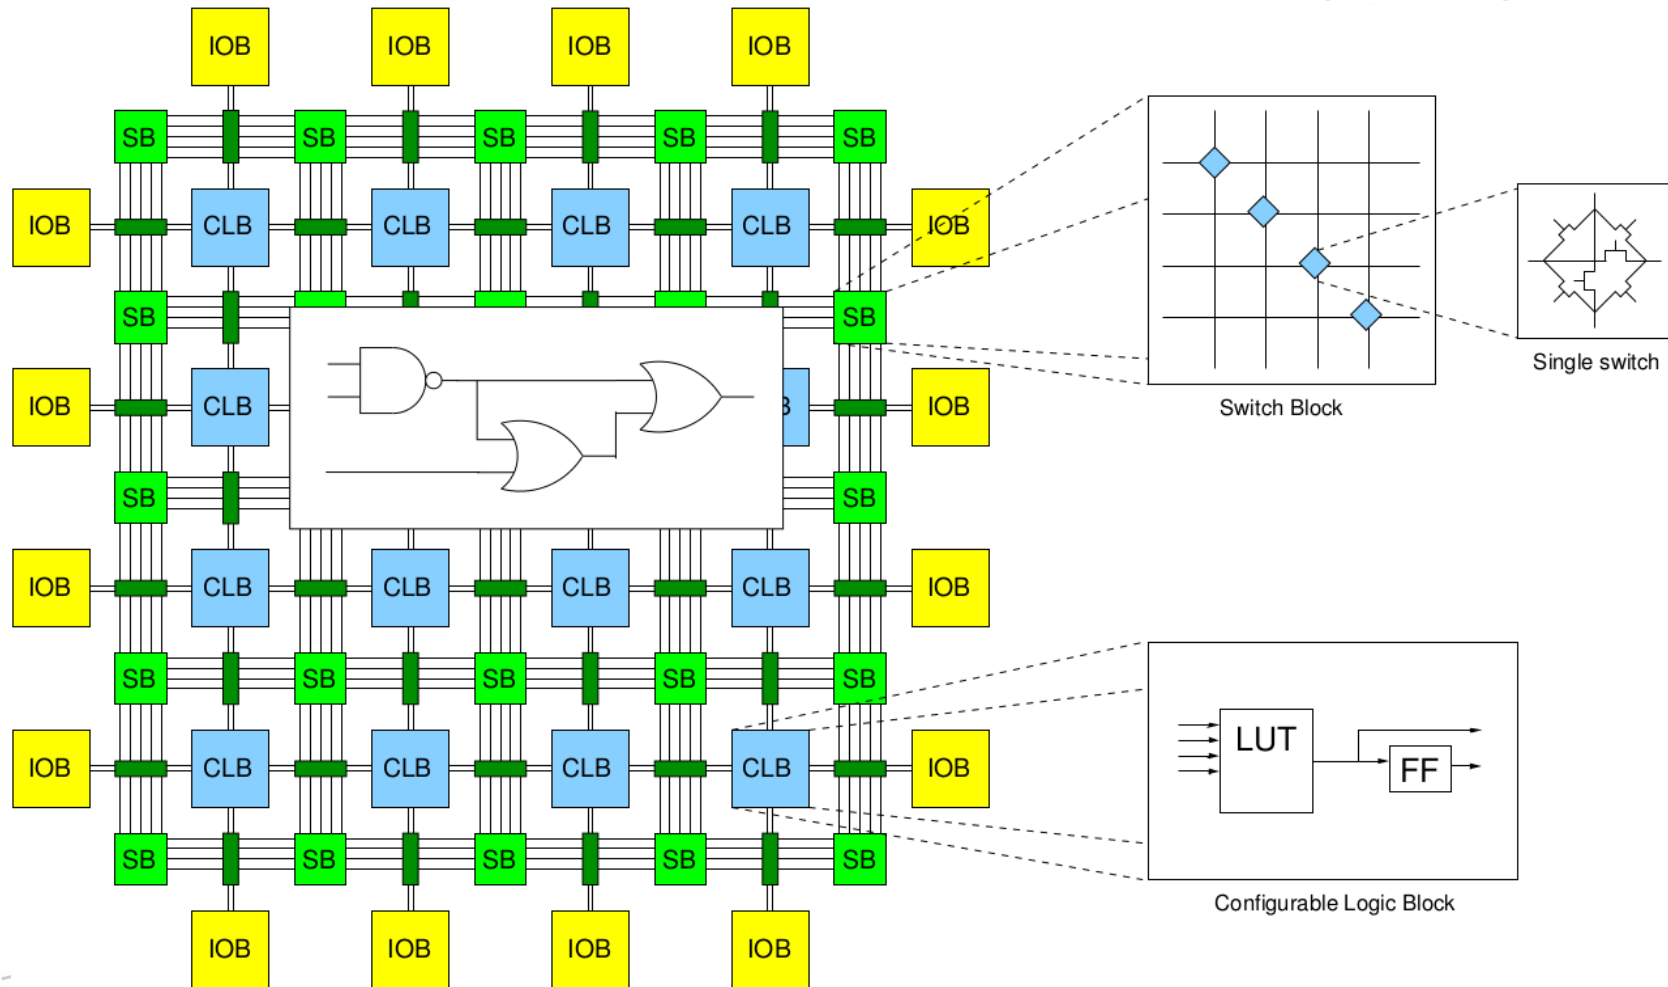 IOB IOB IOB IOB
SB SB SB SB SB
IOB CLB CLB CLB CLB IOB
SB SB
IOB CLB B IOB
SB SB
IOB CLB CLB CLB CLB IOB
SB SB SB SB SB
IOB CLB CLB CLB CLB IOB
SB SB SB SB SB
IOB IOB IOB IOB
Switch Block
Single switch
LUT
FF
Configurable Logic Block